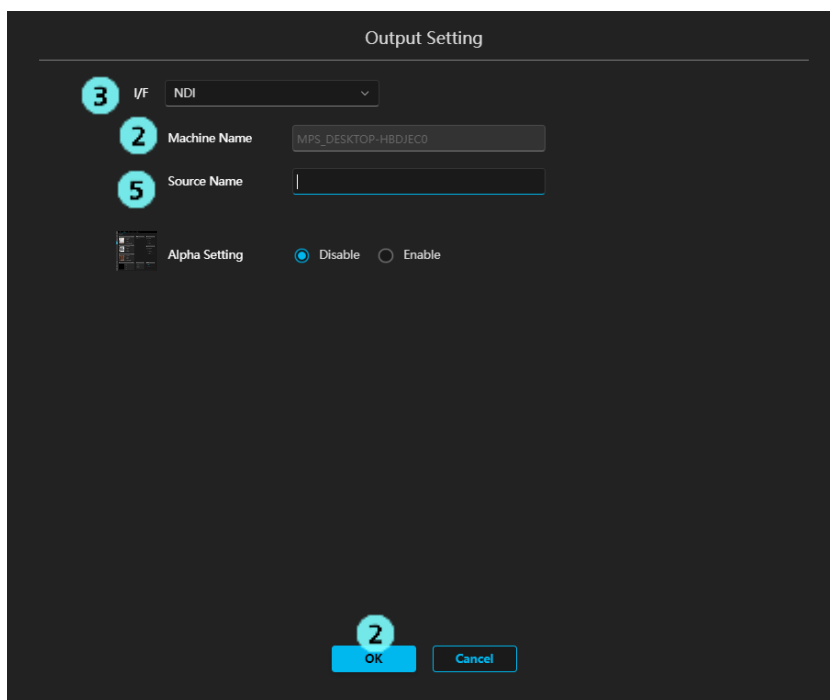 Output Setting
3 I/F NDI
2 Machine Name MPS_DESKTOP-HBDJEC0
5 Source Name
Alpha Setting Disable Enable
2
OK Cancel